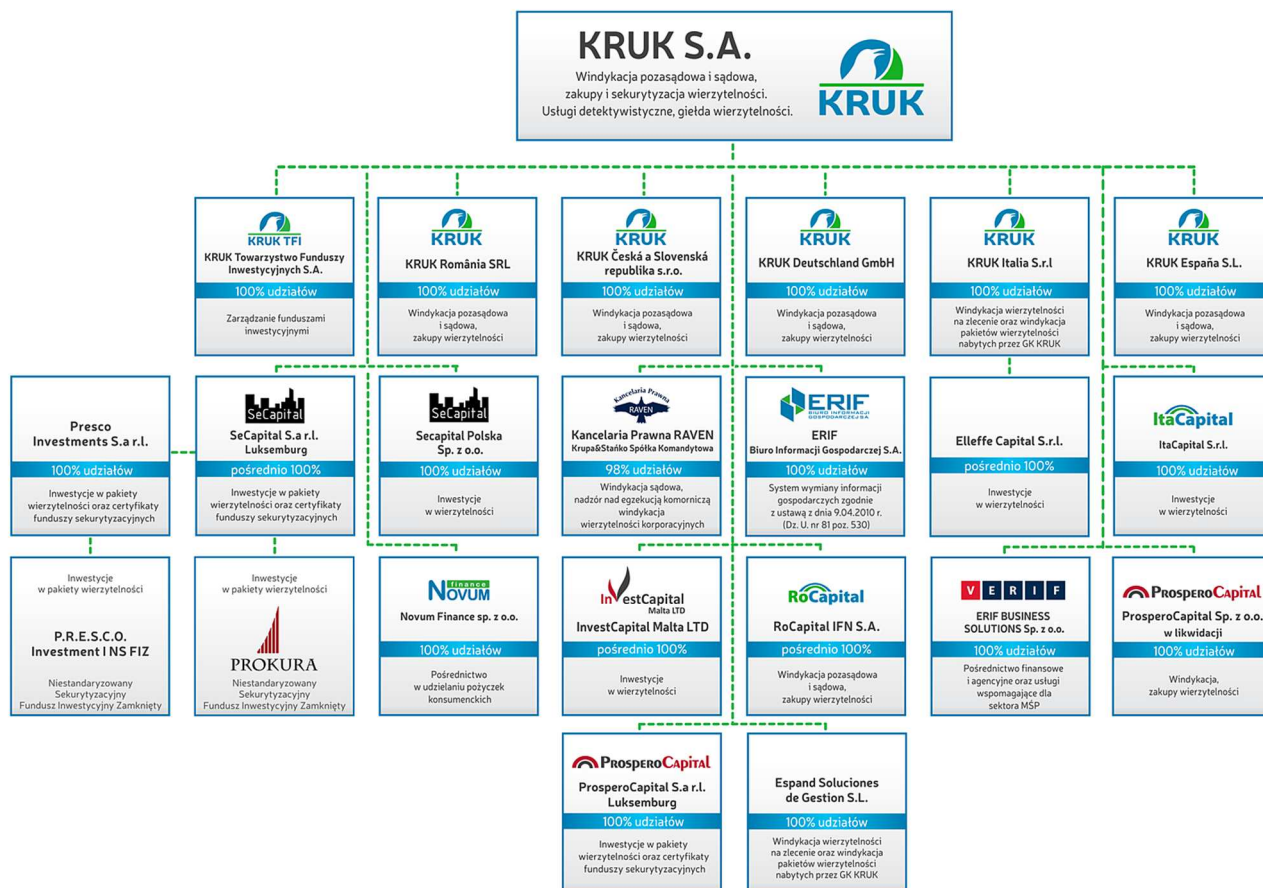 KRUK S.A.
Windykacja pozasądowa i sądowa,
zakupy i sekurytyzacja wierzytelności.
Usługi detektywistyczne, giełda wierzytelności.
KRUK
KRUK TFI
KRUK Towarzystwo Funduszy
Inwestycyjnych S.A.
100% udziałów
Zarządzanie funduszami
inwestycyjnymi
KRUK
KRUK România SRL
100% udziałów
Windykacja pozasądowa
i sądowa,
zakupy wierzytelności
KRUK
KRUK Česká a Slovenská
republika s.r.o.
100% udziałów
Windykacja pozasądowa
i sądowa,
zakupy wierzytelności
KRUK
KRUK Deutschland GmbH
100% udziałów
Windykacja pozasądowa
i sądowa,
zakupy wierzytelności
KRUK
KRUK Italia S.r.l
100% udziałów
Windykacja wierzytelności
na zlecenie oraz windykacja
pakietów wierzytelności
nabytych przez GK KRUK
KRUK
KRUK España S.L.
100% udziałów
Windykacja pozasądowa
i sądowa,
zakupy wierzytelności
Presco
Investments S.a r.l.
100% udziałów
Inwestycje w pakiety
wierzytelności oraz certyfikaty
funduszy sekurytyzacyjnych
SeCapital
SeCapital S.a r.l.
Luksemburg
pośrednio 100%
Inwestycje w pakiety
wierzytelności oraz certyfikaty
funduszy sekurytyzacyjnych
SeCapital
Secapital Polska
Sp. z o.o.
100% udziałów
Inwestycje
w wierzytelności
Kancelaria Prawna
RAVEN
Kancelaria Prawna RAVEN
Krupa&Stańko Spółka Komandytowa
98% udziałów
Windykacja sądowa,
nadzór nad egzekucją komorniczą
windykacja
wierzytelności korporacyjnych
ERIF
BIURO INFORMACJI
GOSPODARCZEJ SA
ERIF
Biuro Informacji Gospodarczej S.A.
100% udziałów
System wymiany informacji
gospodarczych zgodnie
z ustawą z dnia 9.04.2010 r.
(Dz. U. nr 81 poz. 530)
Elleffe Capital S.r.l.
pośrednio 100%
Inwestycje
w wierzytelności
ItaCapital
ItaCapital S.r.l.
100% udziałów
Inwestycje
w wierzytelności
Inwestycje
w pakiety wierzytelności
P.R.E.S.C.O.
Investment I NS FIZ
Niestandaryzowany
Sekurytyzacyjny
Fundusz Inwestycyjny Zamknięty
Inwestycje
w pakiety wierzytelności
PROKURA
Niestandaryzowany
Sekurytyzacyjny
Fundusz Inwestycyjny Zamknięty
finance
NOVUM
Novum Finance sp. z o.o.
100% udziałów
Pośrednictwo
w udzielaniu pożyczek
konsumenckich
InVestCapital
Malta LTD
InvestCapital Malta LTD
pośrednio 100%
Inwestycje
w wierzytelności
RoCapital
RoCapital IFN S.A.
pośrednio 100%
Windykacja pozasądowa
i sądowa,
zakupy wierzytelności
VERIF
ERIF BUSINESS
SOLUTIONS Sp. z o.o.
100% udziałów
Pośrednictwo finansowe
i agencyjne oraz usługi
wspomagające dla
sektora MŚP
PROSPEROCAPITAL
ProsperoCapital Sp. z o.o.
w likwidacji
100% udziałów
Windykacja,
zakupy wierzytelności
PROSPEROCAPITAL
ProsperoCapital S.a r.l.
Luksemburg
100% udziałów
Inwestycje w pakiety
wierzytelności oraz certyfikaty
funduszy sekurytyzacyjnych
Espand Soluciones
de Gestion S.L.
100% udziałów
Windykacja wierzytelności
na zlecenie oraz windykacja
pakietów wierzytelności
nabytych przez GK KRUK